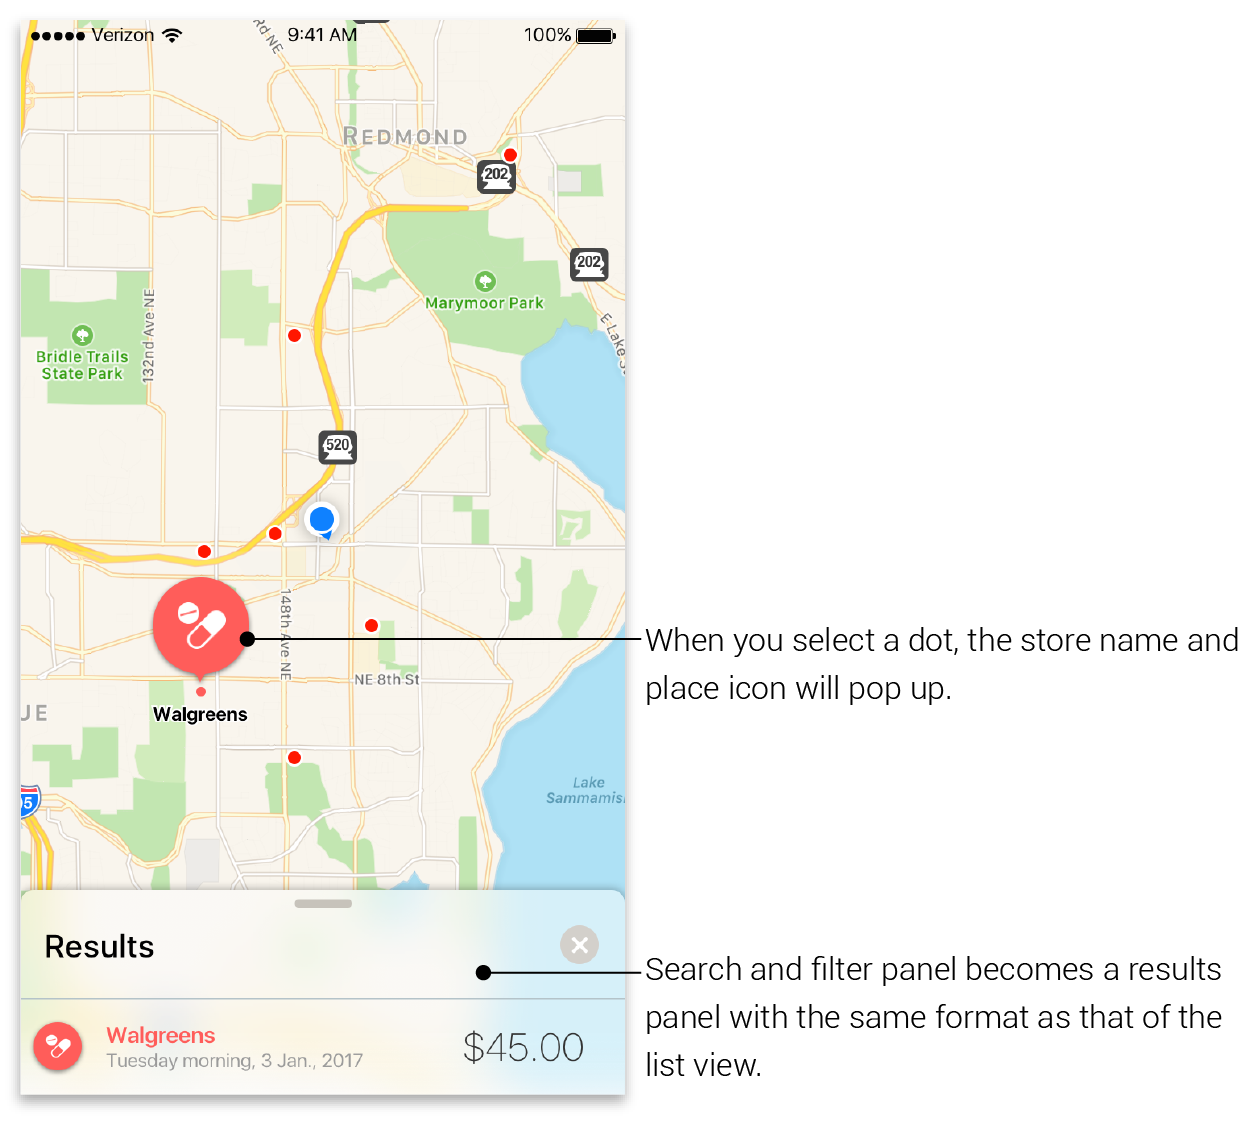 Verizon 9:41 AM 100%
Rd NE
REDMOND
202
202
Marymoor Park
E Lake S
132nd Ave NE
Bridle Trails
State Park
520
148th Ave NE
When you select a dot, the store name and
place icon will pop up.
NE 8th St
UE
Walgreens
Lake
Sammamis
5
Results
Search and filter panel becomes a results
panel with the same format as that of the
list view.
Walgreens
$45.00
Tuesday morning, 3 Jan., 2017